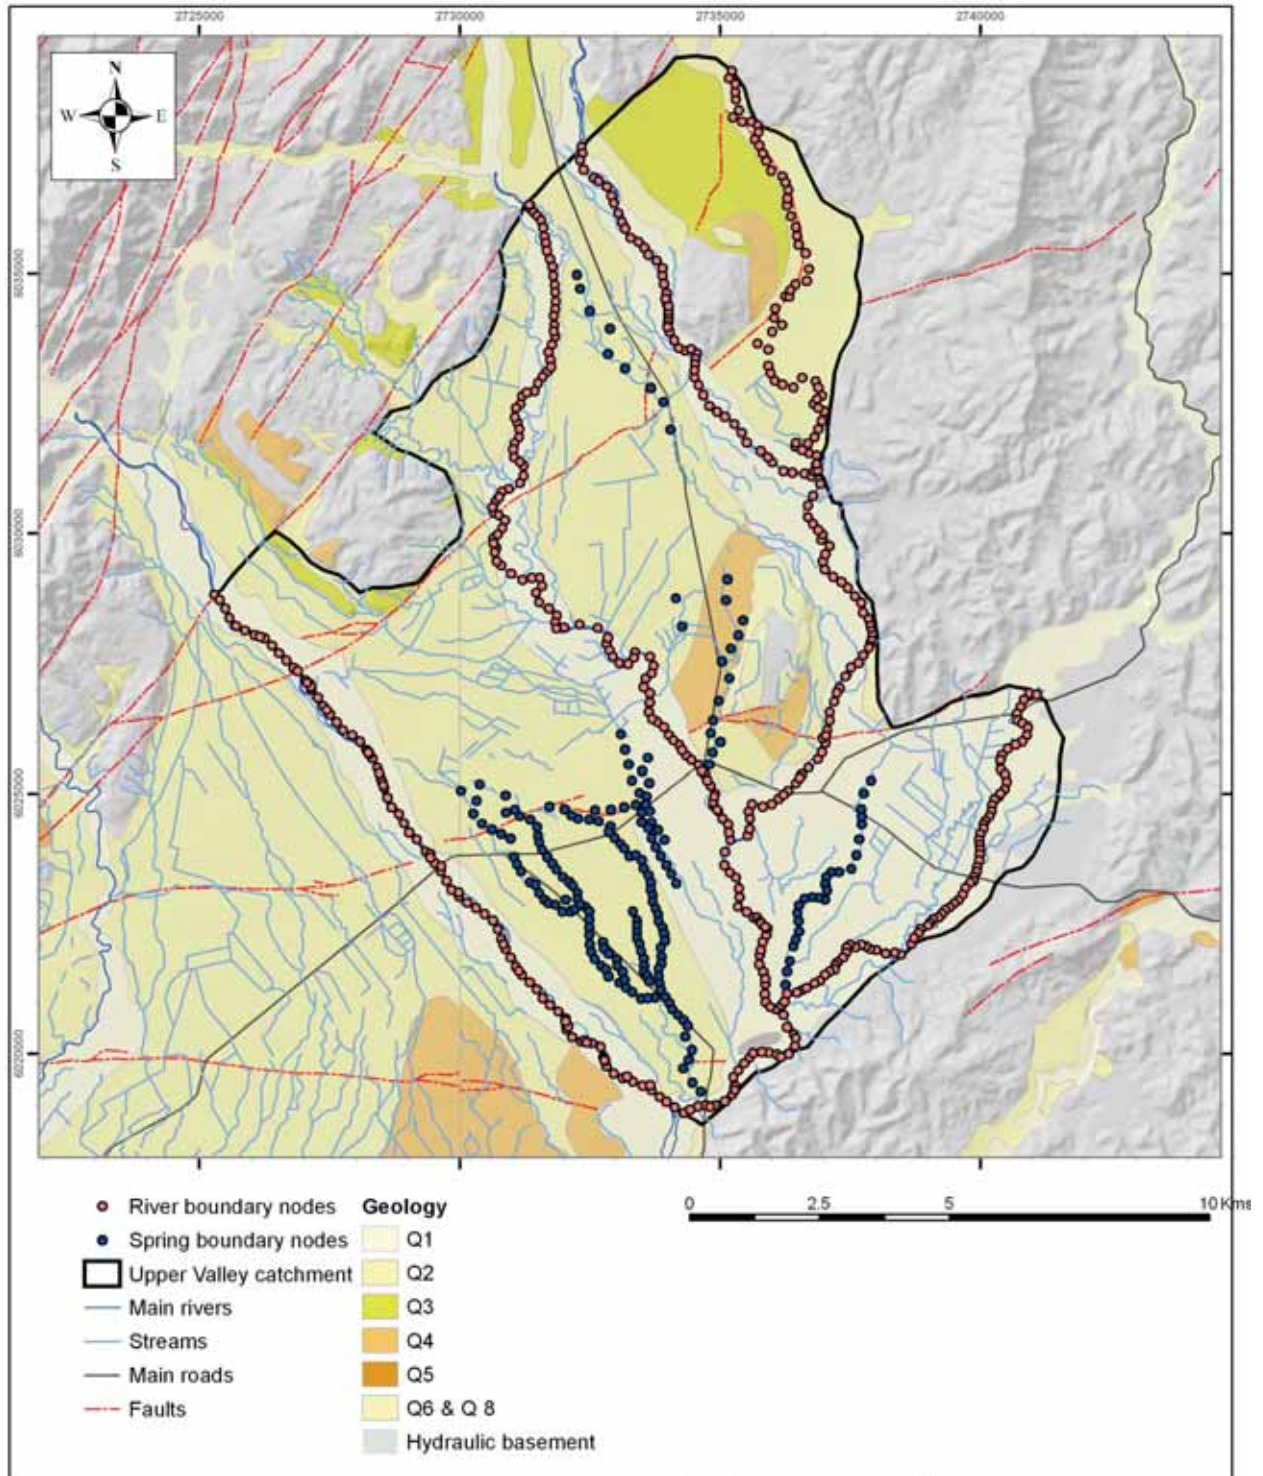 2725000 2730000 2735000 2740000
N
W E
S
6035000
6030000
6025000
6020000
River boundary nodes
Spring boundary nodes
Upper Valley catchment
Main rivers
Streams
Main roads
Faults
Geology
Q1
Q2
Q3
Q4
Q5
Q6 & Q 8
Hydraulic basement
0 2.5 5 10 Kms